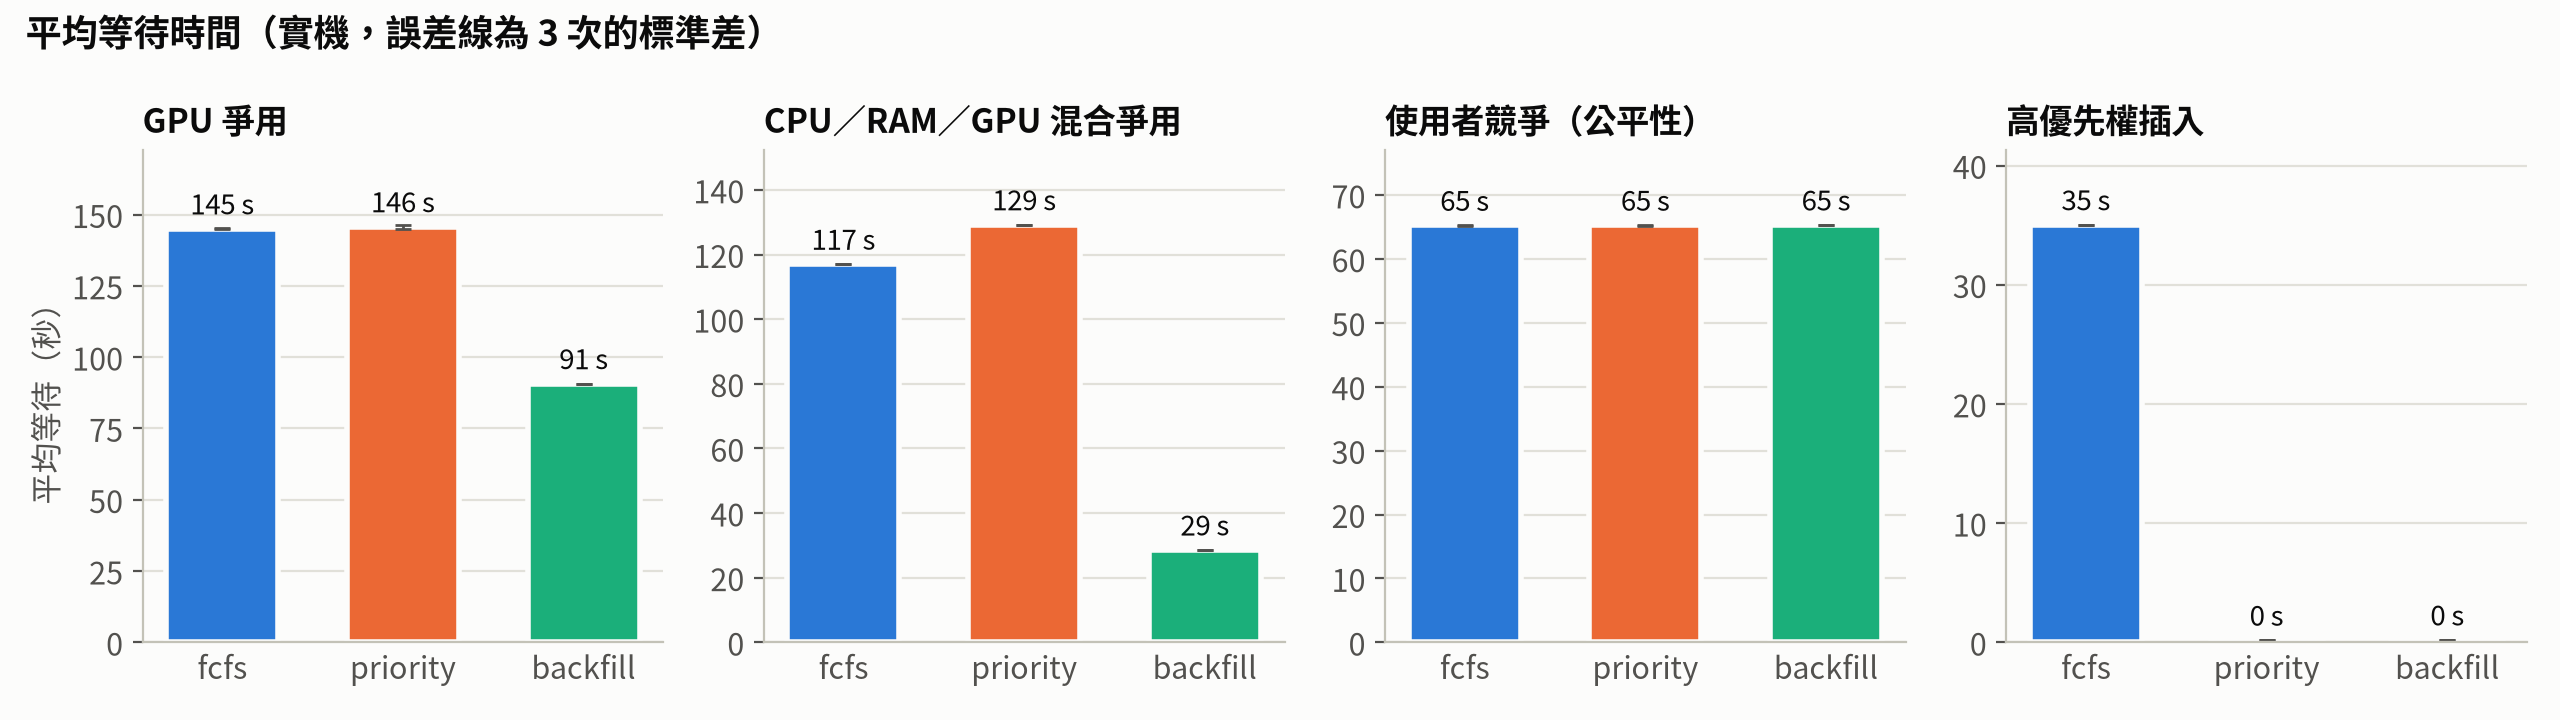 平均等待時間（實機，誤差線為 3 次的標準差）
GPU 爭用
平均等待（秒）
150
125
100
75
50
25
0
145 s
146 s
91 s
fcfs
priority
backfill
CPU／RAM／GPU 混合爭用
140
120
100
80
60
40
20
0
117 s
129 s
29 s
fcfs
priority
backfill
使用者競爭（公平性）
70
60
50
40
30
20
10
0
65 s
65 s
65 s
fcfs
priority
backfill
高優先權插入
40
30
20
10
0
35 s
0 s
0 s
fcfs
priority
backfill